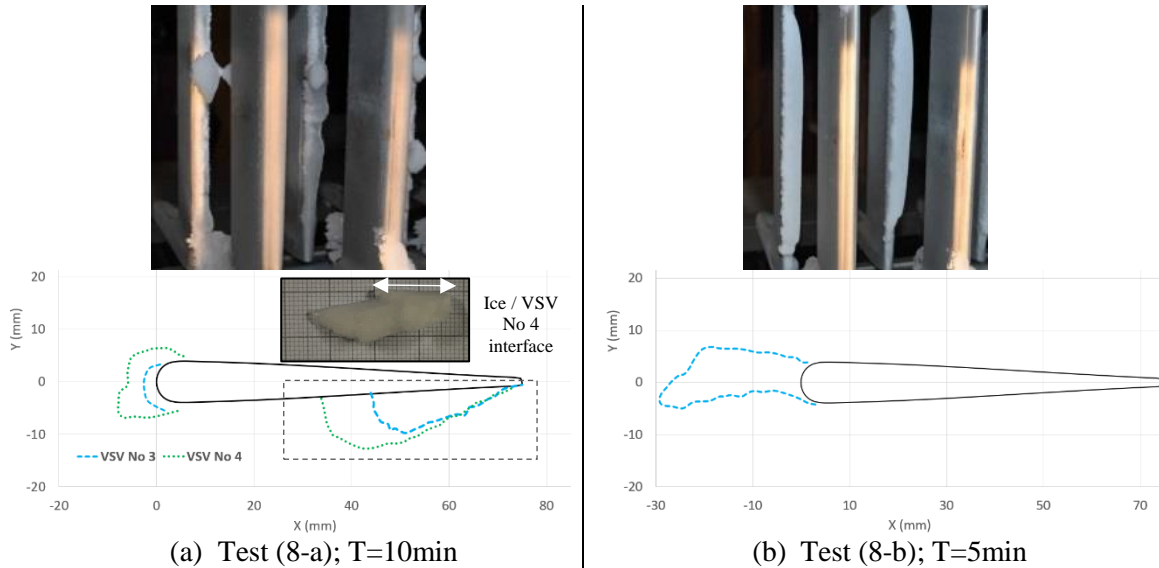 20
10
0
-10
-20
Y (mm)
Ice / VSV
No 4
interface
VSV No 3
VSV No 4
-20
0
20
40
60
80
X (mm)
(a) Test (8-a); T=10min
20
10
0
-10
-20
Y (mm)
-30
-10
10
30
50
70
X (mm)
(b) Test (8-b); T=5min